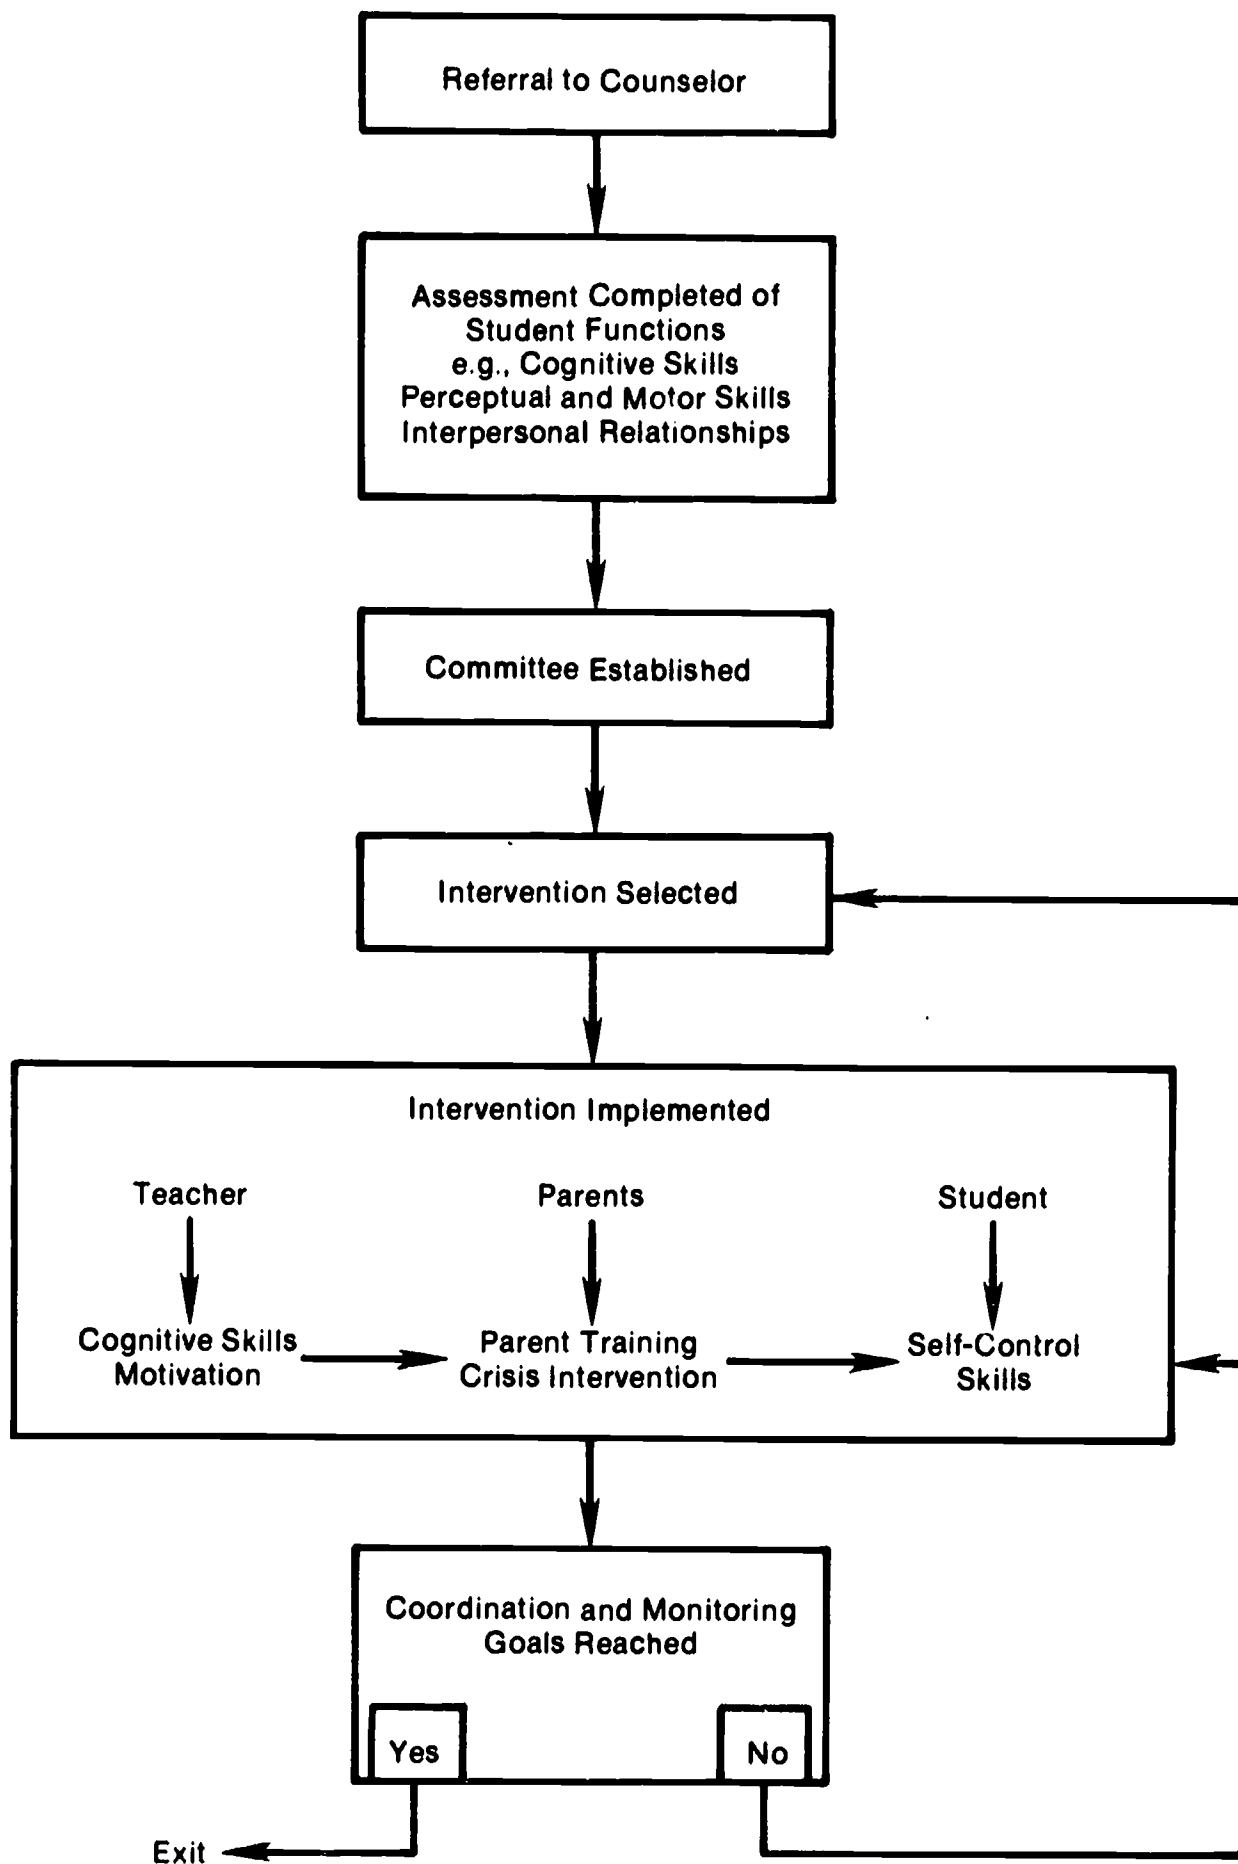 Referral to Counselor
Assessment Completed of
Student Functions
e.g., Cognitive Skills
Perceptual and Motor Skills
Interpersonal Relationships
Committee Established
Intervention Selected
Intervention Implemented
Teacher
Parents
Student
Cognitive Skills
Motivation
Parent Training
Crisis Intervention
Self-Control
Skills
Coordination and Monitoring
Goals Reached
Yes
No
Exit